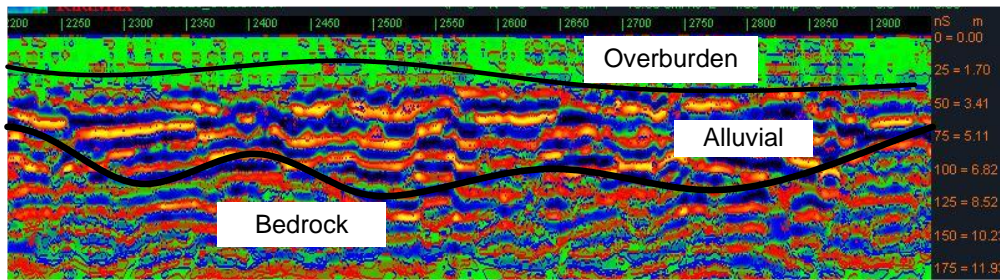 RadMax
2200 2250 2300 2350 2400 2450 2500 2550 2600 2650 2700 2750 2800 2850 2900 nS m
0 = 0.00
Overburden
25 = 1.70
50 = 3.41
Alluvial
75 = 5.11
100 = 6.82
125 = 8.52
Bedrock
150 = 10.2
175 = 11.9